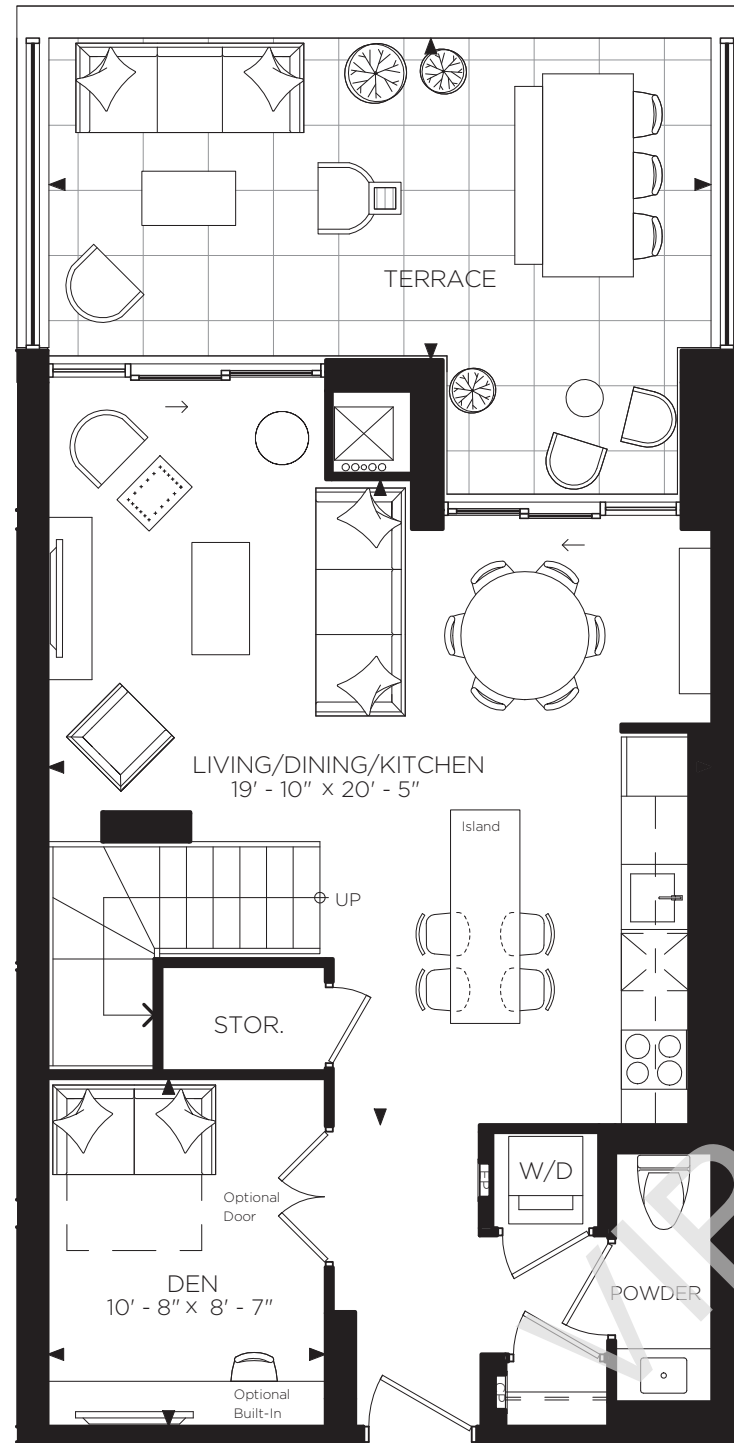 TERRACE
LIVING/DINING/KITCHEN
19' - 10" x 20' - 5"
Island
UP
STOR.
W/D
Optional
Door
DEN
10' - 8" x 8' - 7"
POWDER
Optional
Built-In
VIP